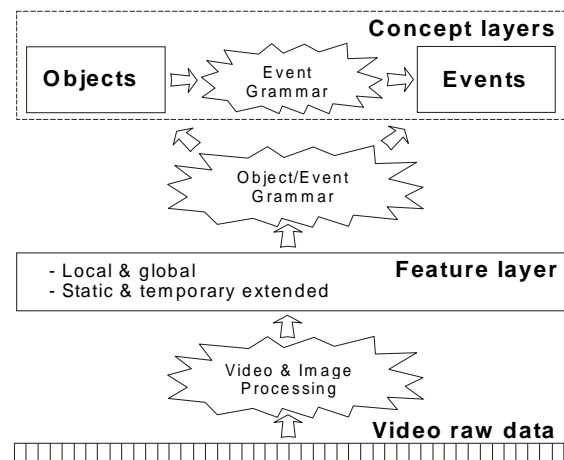 Concept layers
Objects
Event
Grammar
Events
Object/Event
Grammar
- Local & global
- Static & temporary extended
Feature layer
Video & Image
Processing
Video raw data